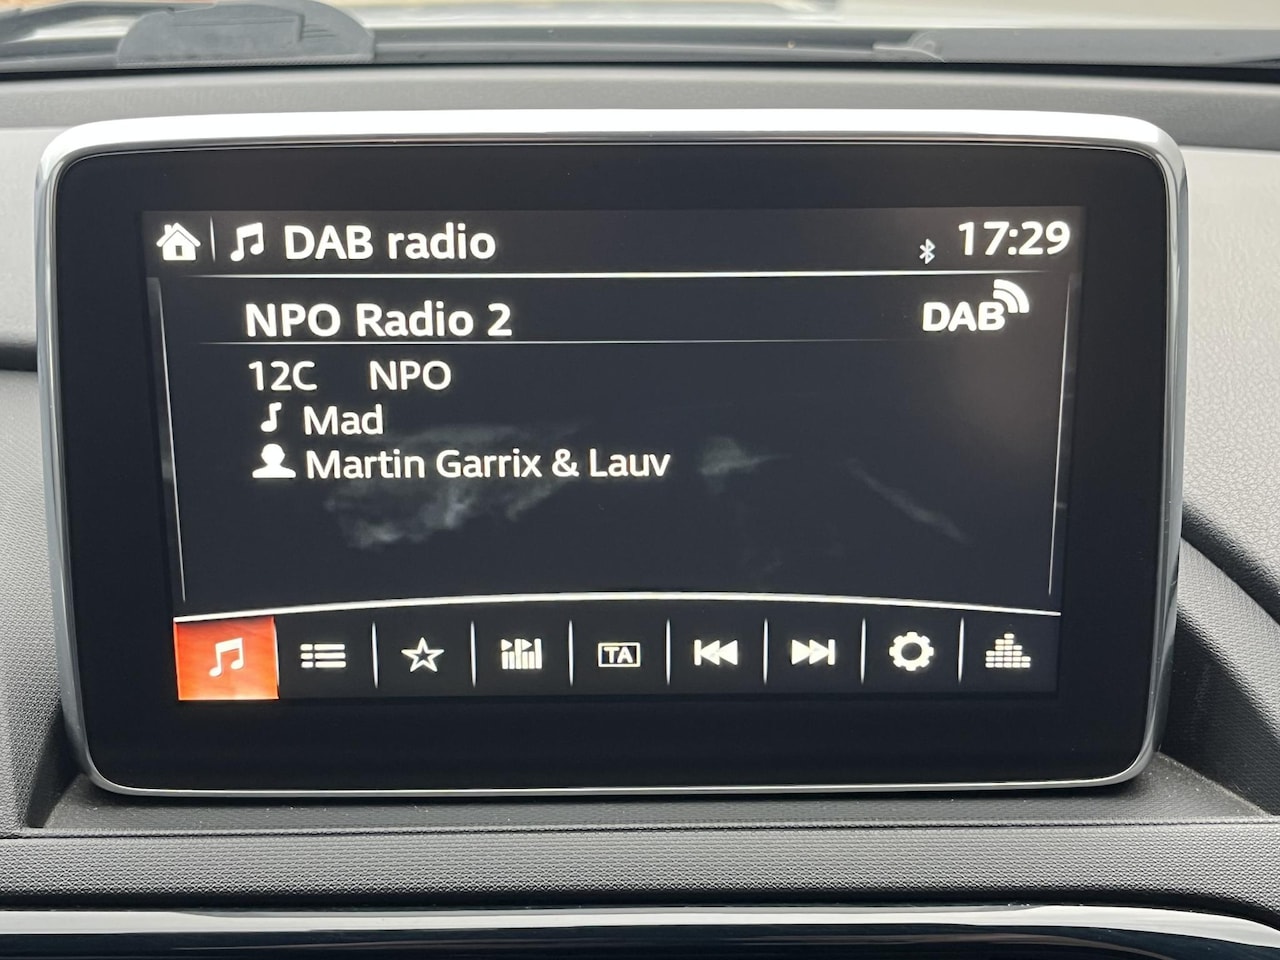 DAB radio 17:29
NPO Radio 2 DAB
12C NPO
Mad
Martin Garrix & Lauv
TA